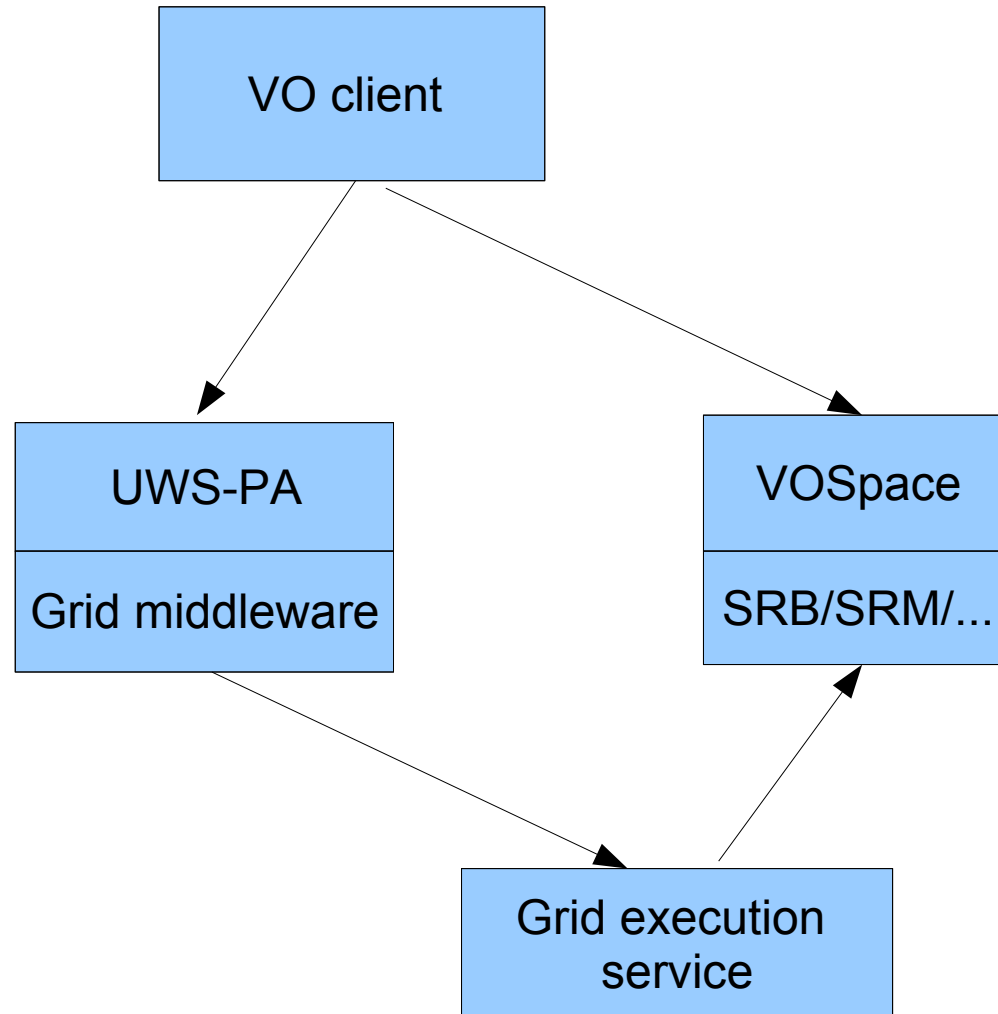 VO client
UWS-PA
Grid middleware
VOSpace
SRB/SRM/...
Grid execution
service